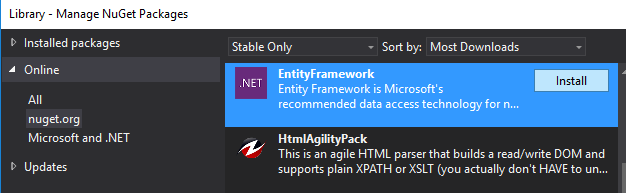 Library - Manage NuGet Packages
Installed packages
Stable Only
Sort by: Most Downloads
Online
All
nuget.org
Microsoft and .NET
Updates
.NET
EntityFramework
Entity Framework is Microsoft's
recommended data access technology for n...
Install
HtmlAgilityPack
This is an agile HTML parser that builds a read/write DOM and
supports plain XPATH or XSLT (you actually don't HAVE to un...